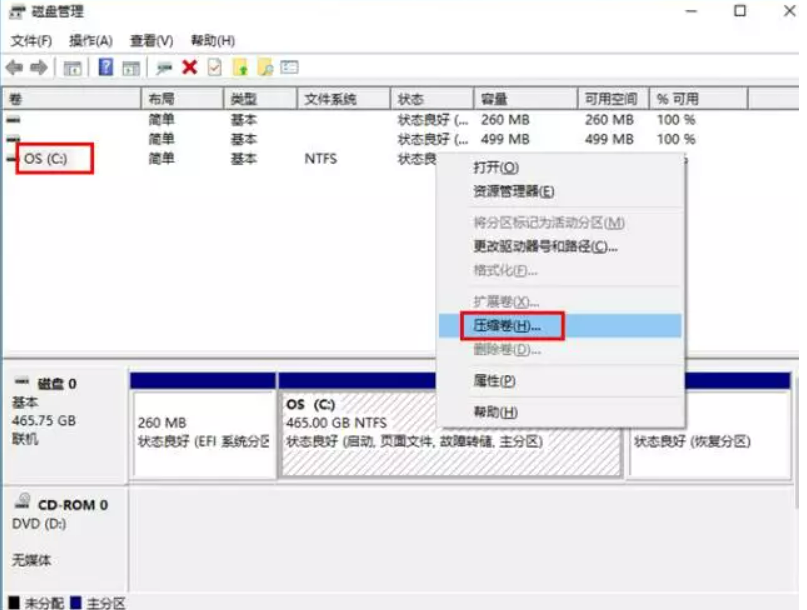 磁盘管理
文件(F) 操作(A) 查看(V) 帮助(H)
卷 布局 类型 文件系统 状态 容量 可用空间 % 可用
简单 基本 状态良好 (... 260 MB 260 MB 100 %
简单 基本 状态良好 (... 499 MB 499 MB 100 %
OS (C:) 简单 基本 NTFS 状态良
打开(O)
资源管理器(E)
将分区标记为活动分区(M)
更改驱动器号和路径(C)...
格式化(F)...
扩展卷(X)...
压缩卷(H)...
删除卷(D)...
属性(P)
帮助(H)
磁盘 0
基本
465.75 GB
联机
260 MB
状态良好 (EFI 系统分区
OS (C:)
465.00 GB NTFS
状态良好 (启动, 页面文件, 故障转储, 主分区)
状态良好 (恢复分区)
CD-ROM 0
DVD (D:)
无媒体
未分配 主分区